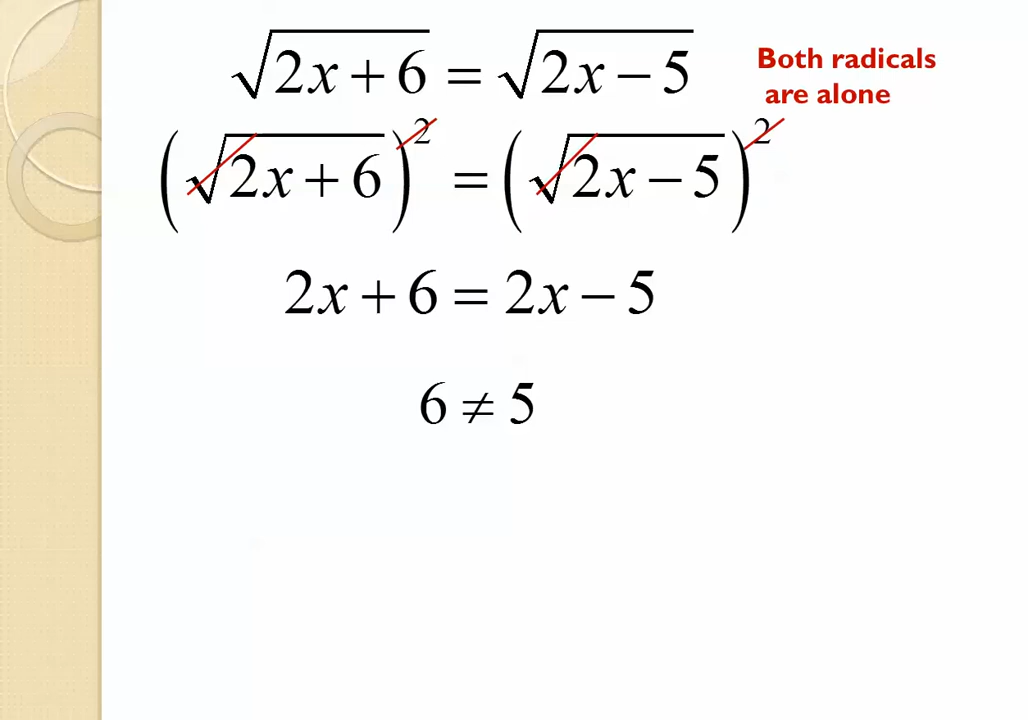 √(2x + 6) = √(2x − 5)
Both radicals
are alone
(√(2x + 6))² = (√(2x − 5))²
2x + 6 = 2x − 5
6 ≠ 5